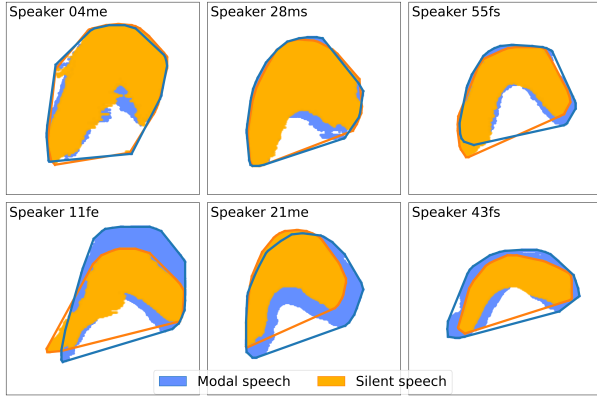 Speaker 04me
Speaker 28ms
Speaker 55fs
Speaker 11fe
Speaker 21me
Speaker 43fs
Modal speech
Silent speech